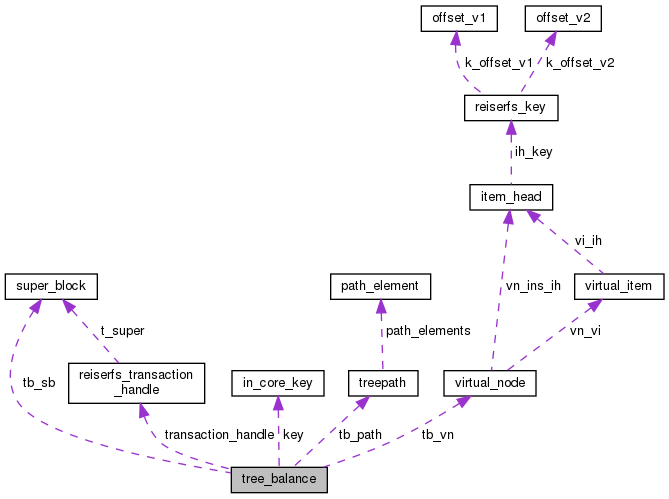 offset_v1
offset_v2
k_offset_v1
k_offset_v2
reiserfs_key
ih_key
item_head
vi_ih
super_block
path_element
vn_ins_ih
virtual_item
t_super
path_elements
vn_vi
tb_sb
reiserfs_transaction
_handle
in_core_key
treepath
virtual_node
transaction_handle
key
tb_path
tb_vn
tree_balance